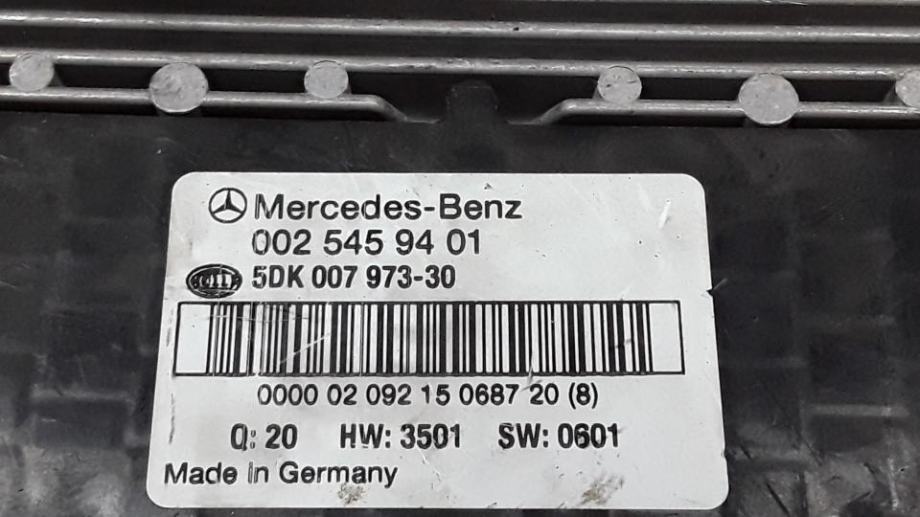 Mercedes-Benz
002 545 94 01
5DK 007 973-30
0000 02 092 15 0687 20 (8)
Q: 20 HW: 3501 SW: 0601
Made In Germany